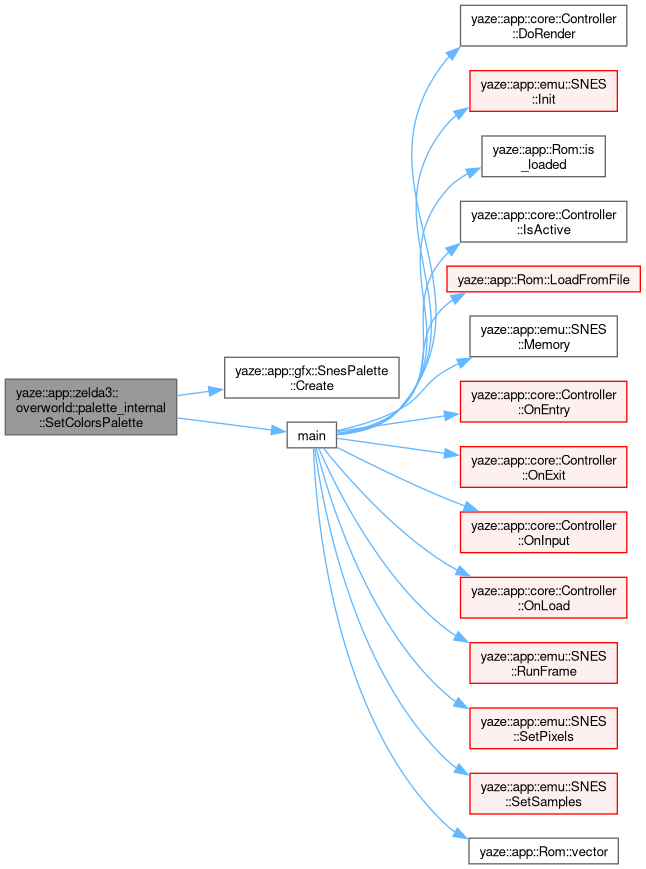 yaze::app::zelda3::
overworld::palette_internal
::SetColorsPalette
yaze::app::gfx::SnesPalette
::Create
main
yaze::app::core::Controller
::DoRender
yaze::app::emu::SNES
::Init
yaze::app::Rom::is
_loaded
yaze::app::core::Controller
::IsActive
yaze::app::Rom::LoadFromFile
yaze::app::emu::SNES
::Memory
yaze::app::core::Controller
::OnEntry
yaze::app::core::Controller
::OnExit
yaze::app::core::Controller
::OnInput
yaze::app::core::Controller
::OnLoad
yaze::app::emu::SNES
::RunFrame
yaze::app::emu::SNES
::SetPixels
yaze::app::emu::SNES
::SetSamples
yaze::app::Rom::vector